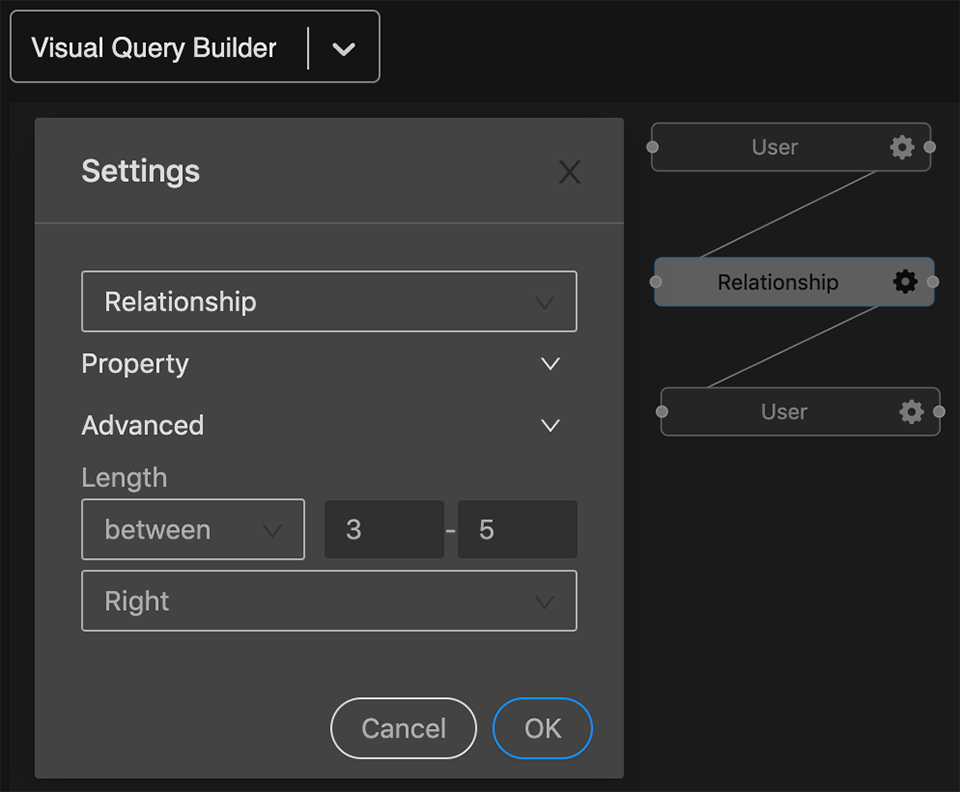 Visual Query Builder
Settings
Relationship
Property
Advanced
Length
between 3 - 5
Right
Cancel OK
User
Relationship
User